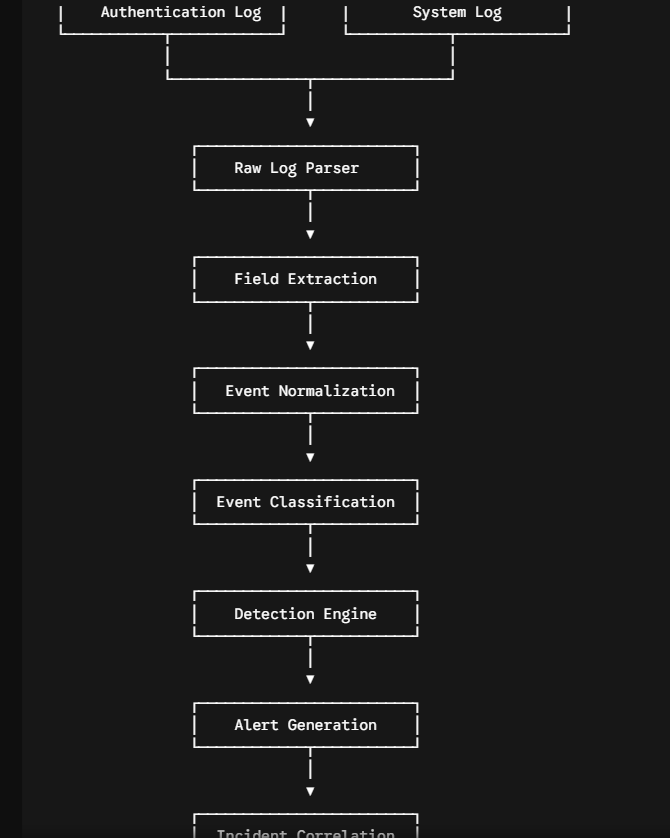 Authentication Log
System Log
Raw Log Parser
Field Extraction
Event Normalization
Event Classification
Detection Engine
Alert Generation
Incident Correlation